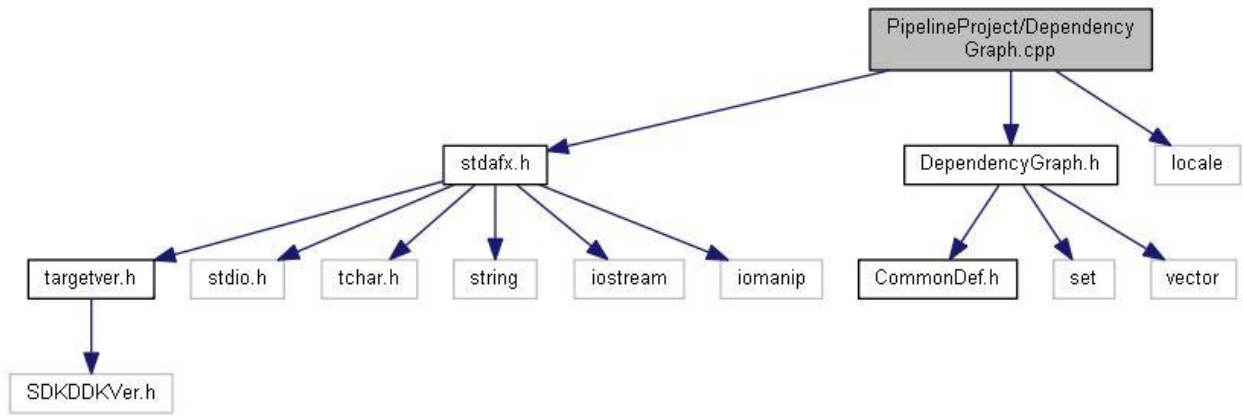 PipelineProject/Dependency
Graph.cpp
stdafx.h
DependencyGraph.h
locale
targetver.h
stdio.h
tchar.h
string
iostream
iomanip
CommonDef.h
set
vector
SDKDDKVer.h